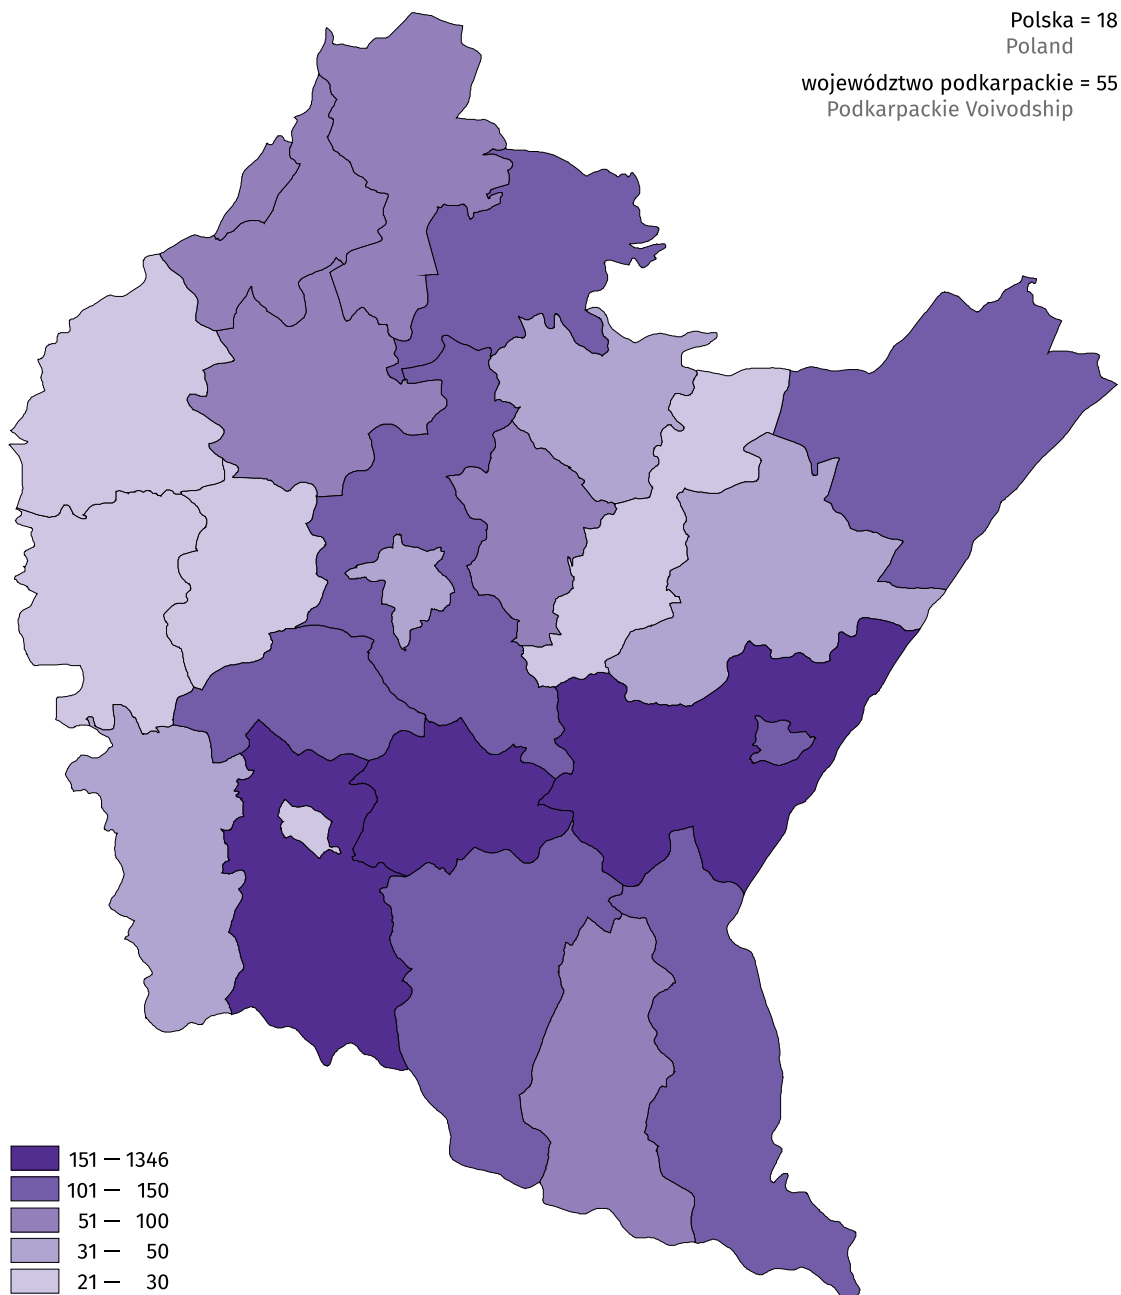 Polska = 18
Poland
województwo podkarpackie = 55
Podkarpackie Voivodship
151 – 1346
101 – 150
51 – 100
31 – 50
21 – 30